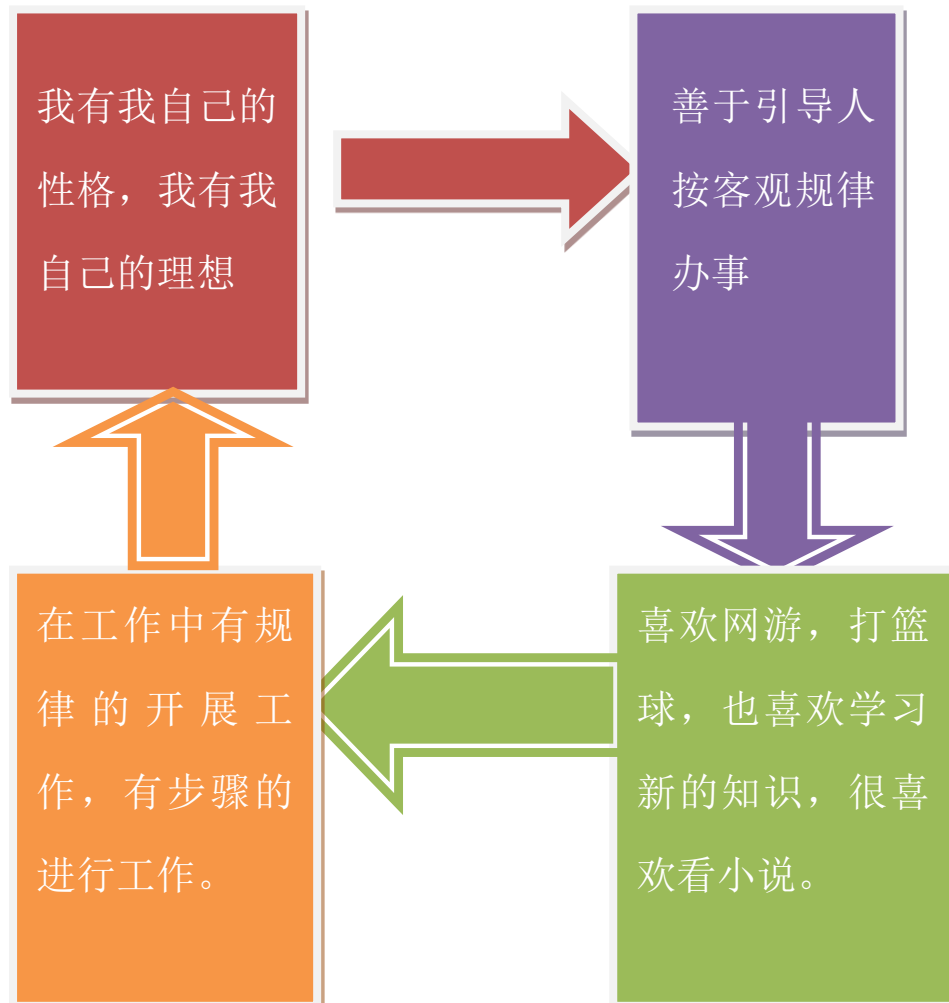 我有我自己的
性格，我有我
自己的理想
善于引导人
按客观规律
办事
喜欢网游，打篮
球，也喜欢学习
新的知识，很喜
欢看小说。
在工作中有规
律的开展工
作，有步骤的
进行工作。